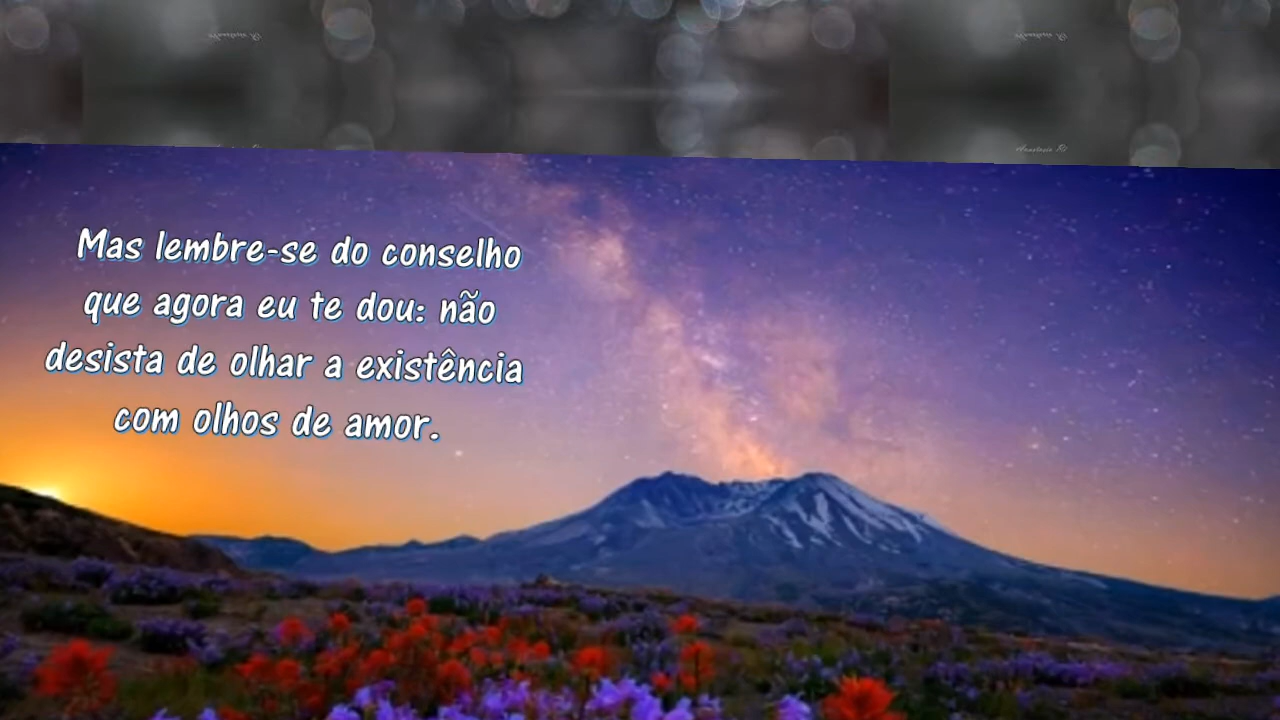 Mas lembre-se do conselho
que agora eu te dou: não
desista de olhar a existência
com olhos de amor.